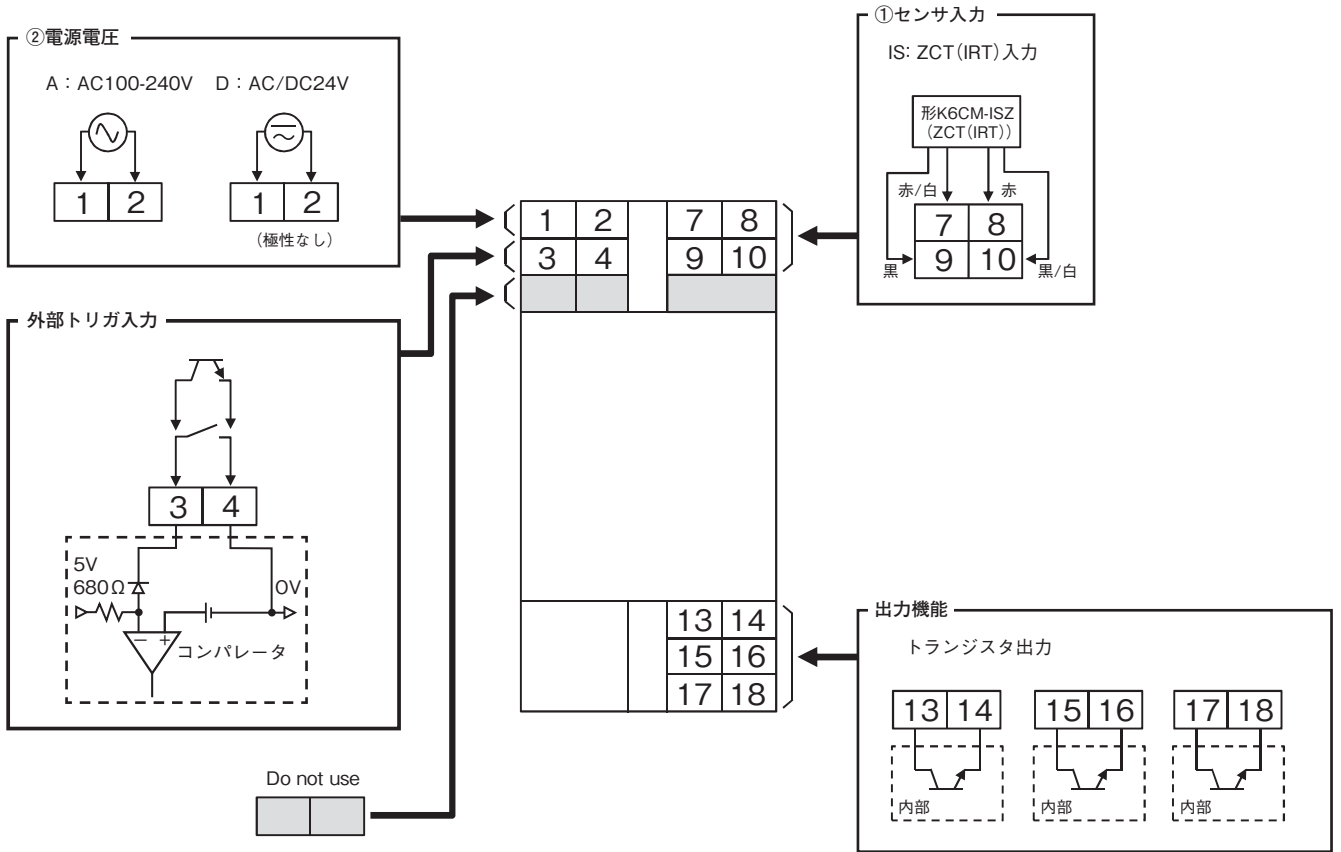 ②電源電圧
A：AC100-240V D：AC/DC24V
1 2
1 2
(極性なし)
①センサ入力
IS: ZCT(IRT)入力
形K6CM-ISZ
(ZCT(IRT))
赤/白
赤
7 8
9 10
黒
黒/白
1 2 7 8
3 4 9 10
外部トリガ入力
3 4
5V
680Ω
0V
− +
コンパレータ
13 14
15 16
17 18
出力機能
トランジスタ出力
13 14
15 16
17 18
内部
内部
内部
Do not use